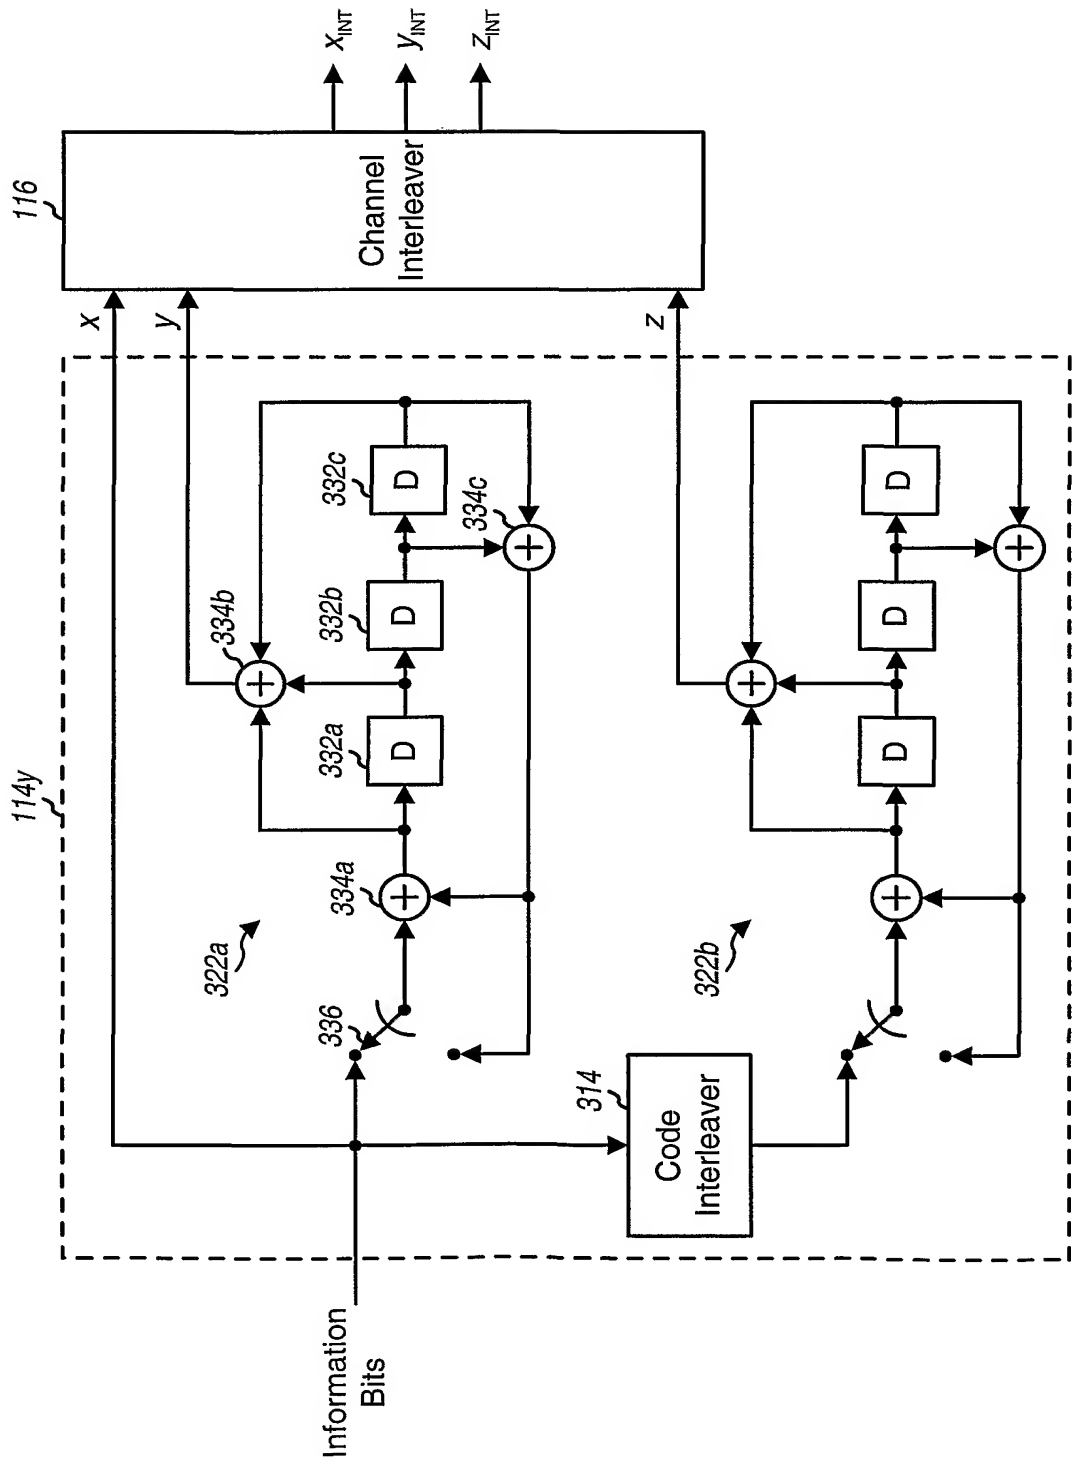 114y
116
x
y
z
Channel
Interleaver
x_INT
y_INT
z_INT
334b
332a
332b
332c
334a
334c
322a
336
Information
Bits
314
Code
Interleaver
322b
D
D
D
D
D
D
+
+
+
+
+
+